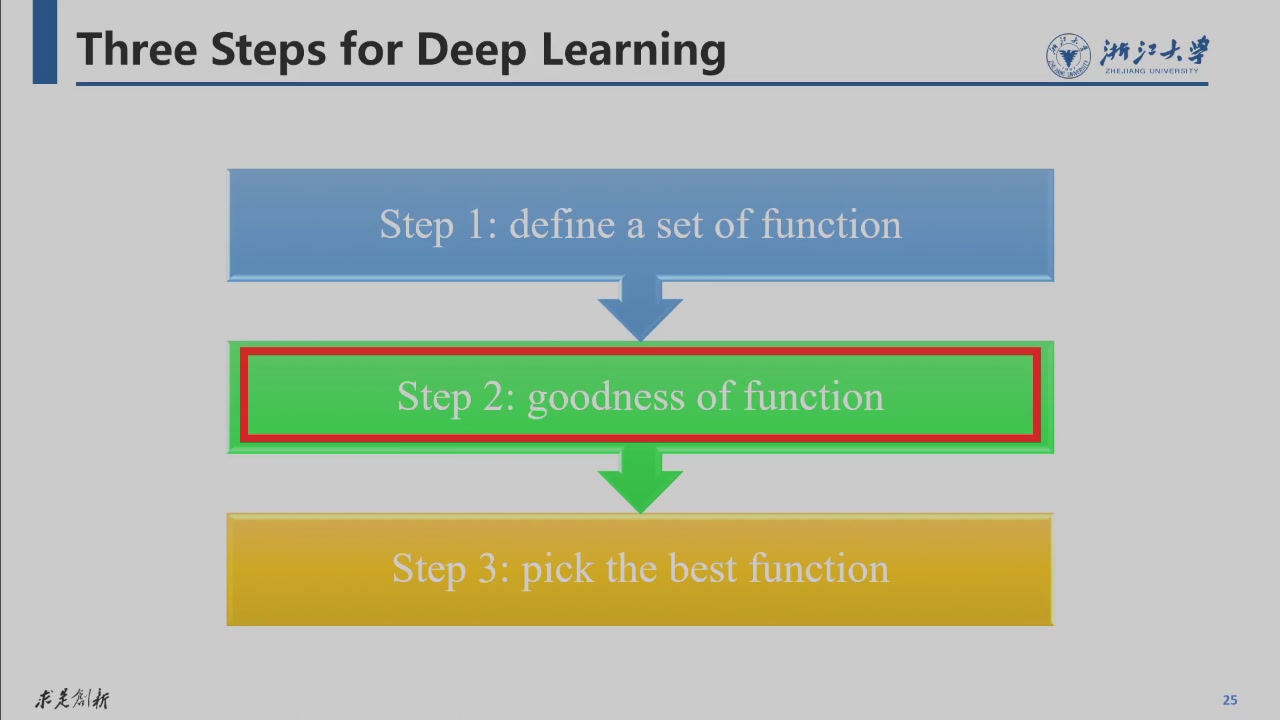 Three Steps for Deep Learning
浙江大学
ZHEJIANG UNIVERSITY
Step 1: define a set of function
Step 2: goodness of function
Step 3: pick the best function
求是創新
25